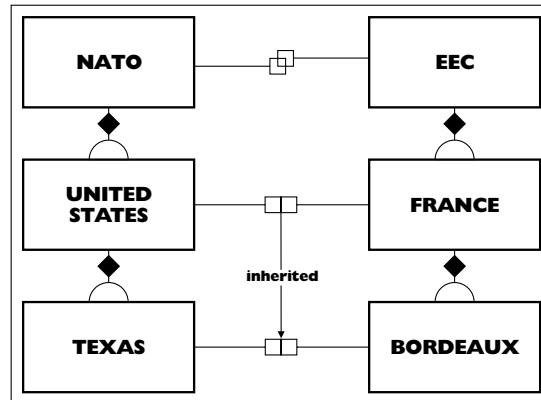 NATO
EEC
UNITED
STATES
FRANCE
inherited
TEXAS
BORDEAUX